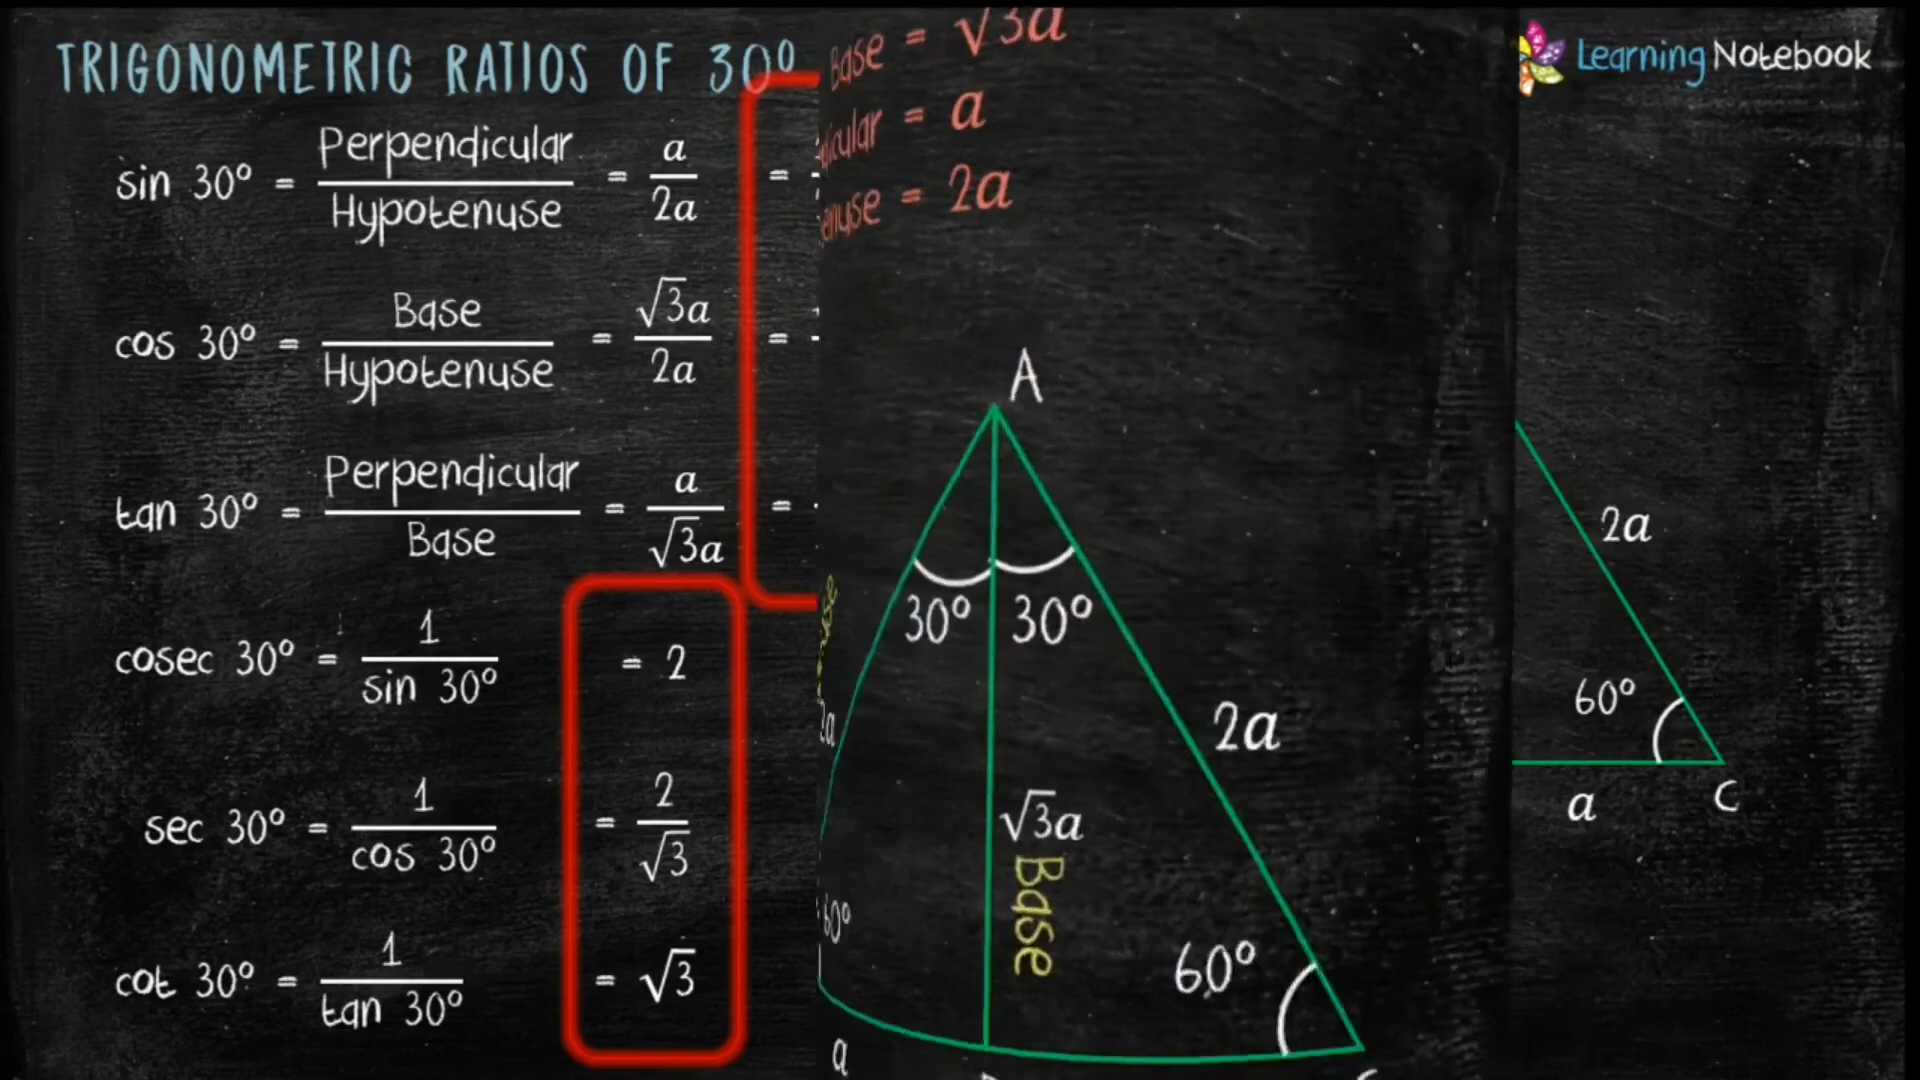 TRIGONOMETRIC RATIOS OF 30°
Learning Notebook
sin 30° = Perpendicular / Hypotenuse = a / 2a =
cos 30° = Base / Hypotenuse = √3a / 2a =
tan 30° = Perpendicular / Base = a / √3a =
cosec 30° = 1 / sin 30° = 2
sec 30° = 1 / cos 30° = 2 / √3
cot 30° = 1 / tan 30° = √3
Base = √3a
= a
= 2a
A
30° 30°
2a
2a
√3a
Base
60°
60°
a
2a
60°
a
C